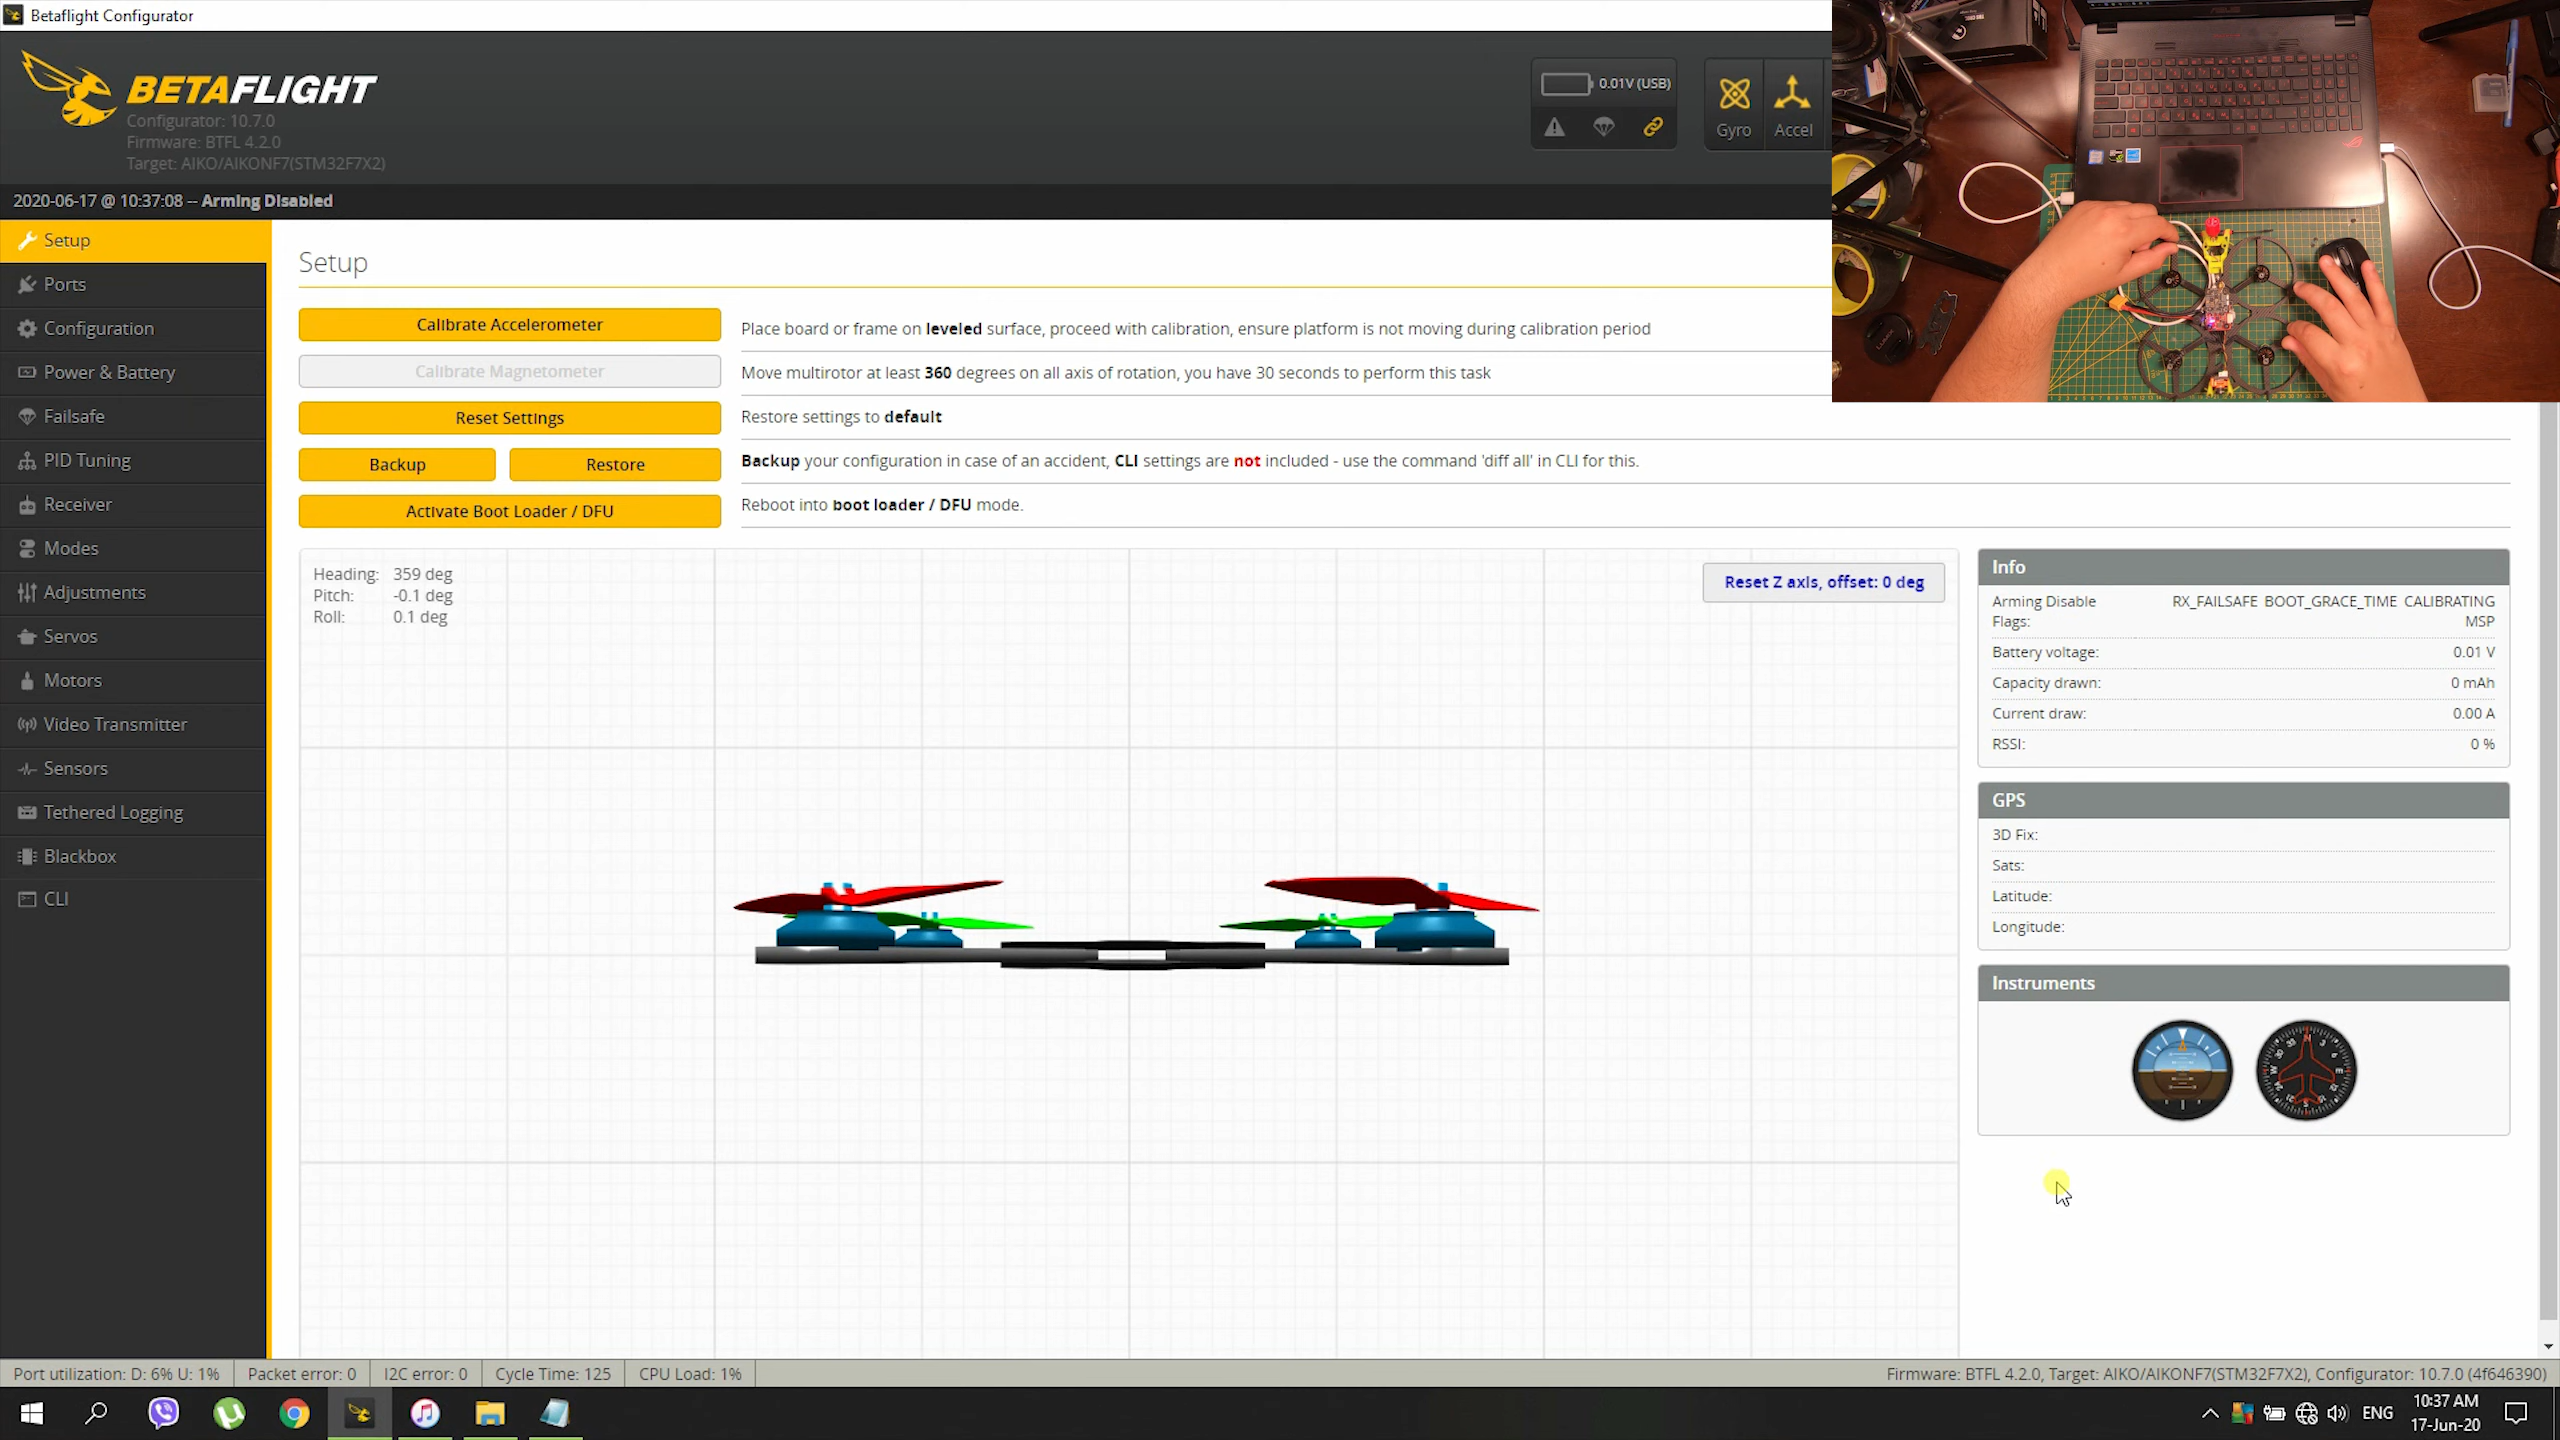 Betaflight Configurator
BETAFLIGHT
Configurator: 10.7.0
Firmware: BTFL 4.2.0
Target: AIKO/AIKONF7(STM32F7X2)
0.01V (USB)
Gyro
Accel
2020-06-17 @ 10:37:08 -- Arming Disabled
Setup
Ports
Configuration
Power & Battery
Failsafe
PID Tuning
Receiver
Modes
Adjustments
Servos
Motors
Video Transmitter
Sensors
Tethered Logging
Blackbox
CLI
Setup
Calibrate Accelerometer
Place board or frame on leveled surface, proceed with calibration, ensure platform is not moving during calibration period
Calibrate Magnetometer
Move multirotor at least 360 degrees on all axis of rotation, you have 30 seconds to perform this task
Reset Settings
Restore settings to default
Backup
Restore
Backup your configuration in case of an accident, CLI settings are not included - use the command 'diff all' in CLI for this.
Activate Boot Loader / DFU
Reboot into boot loader / DFU mode.
Heading: 359 deg
Pitch: -0.1 deg
Roll: 0.1 deg
Reset Z axis, offset: 0 deg
Info
Arming Disable Flags: RX_FAILSAFE BOOT_GRACE_TIME CALIBRATING MSP
Battery voltage: 0.01 V
Capacity drawn: 0 mAh
Current draw: 0.00 A
RSSI: 0 %
GPS
3D Fix:
Sats:
Latitude:
Longitude:
Instruments
Port utilization: D: 6% U: 1%
Packet error: 0
I2C error: 0
Cycle Time: 125
CPU Load: 1%
Firmware: BTFL 4.2.0, Target: AIKO/AIKONF7(STM32F7X2), Configurator: 10.7.0 (4f646390)
ENG
10:37 AM
17-Jun-20